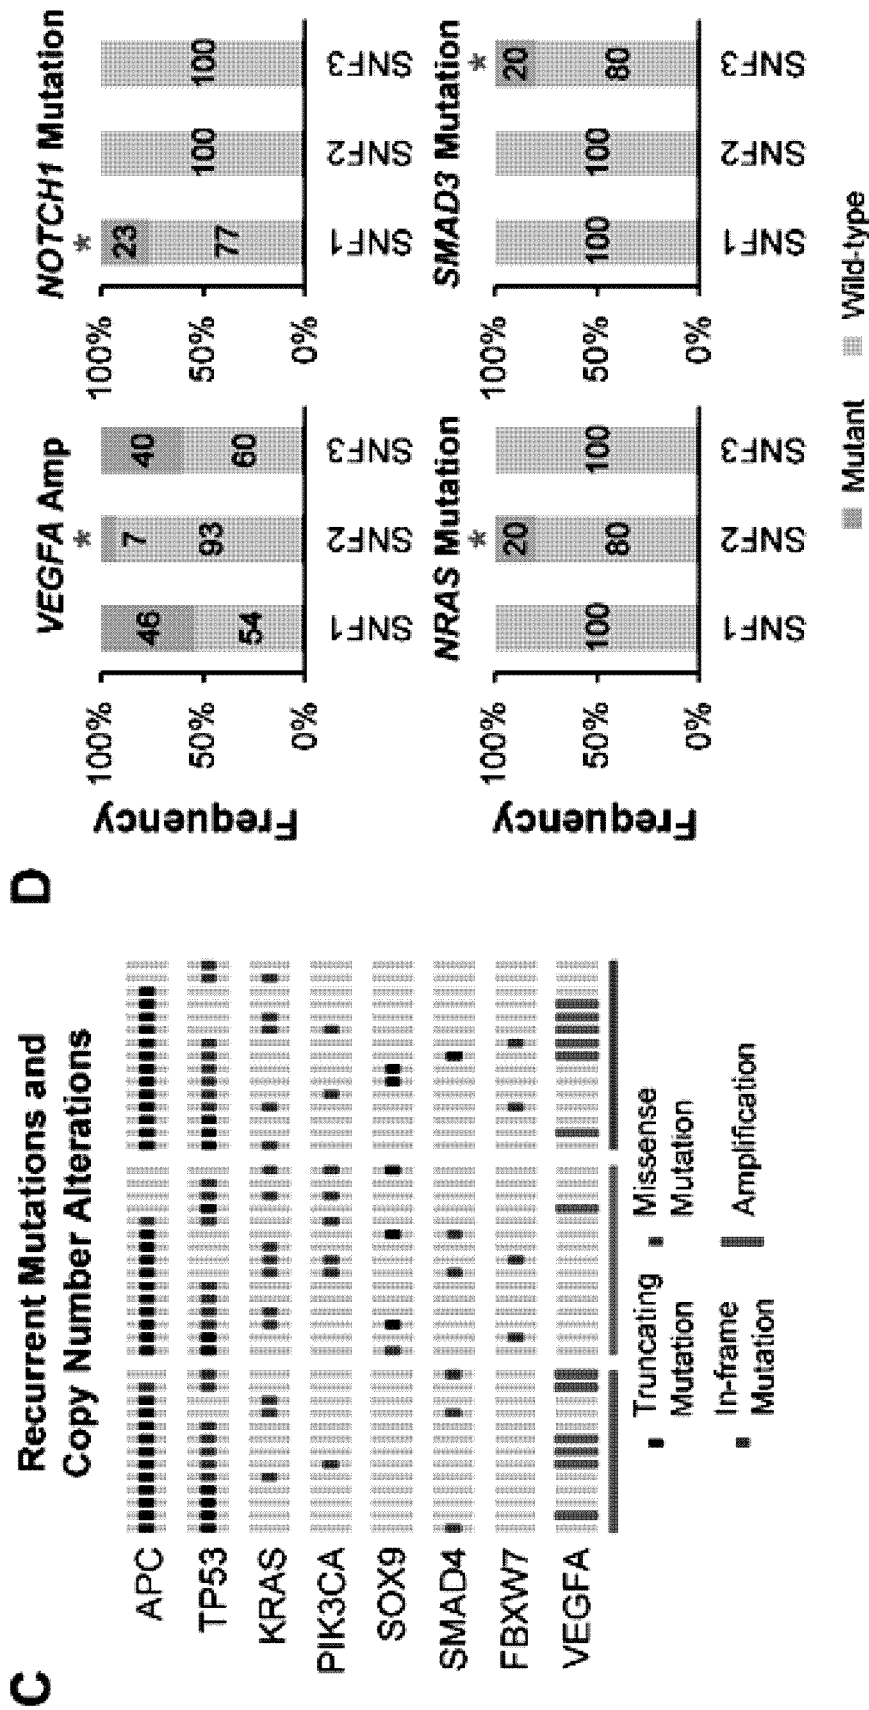 C
Recurrent Mutations and
Copy Number Alterations
APC
TP53
KRAS
PIK3CA
SOX9
SMAD4
FBXW7
VEGFA
Truncating
Mutation
Missense
Mutation
In-frame
Mutation
Amplification
D
VEGFA Amp
Frequency
100%
50%
0%
46
54
*
7
93
40
60
SNF1
SNF2
SNF3
NOTCH1 Mutation
100%
50%
0%
*
23
77
100
100
SNF1
SNF2
SNF3
NRAS Mutation
Frequency
100%
50%
0%
100
*
20
80
100
SNF1
SNF2
SNF3
SMAD3 Mutation
100%
50%
0%
100
100
*
20
80
SNF1
SNF2
SNF3
Mutant
Wild-type